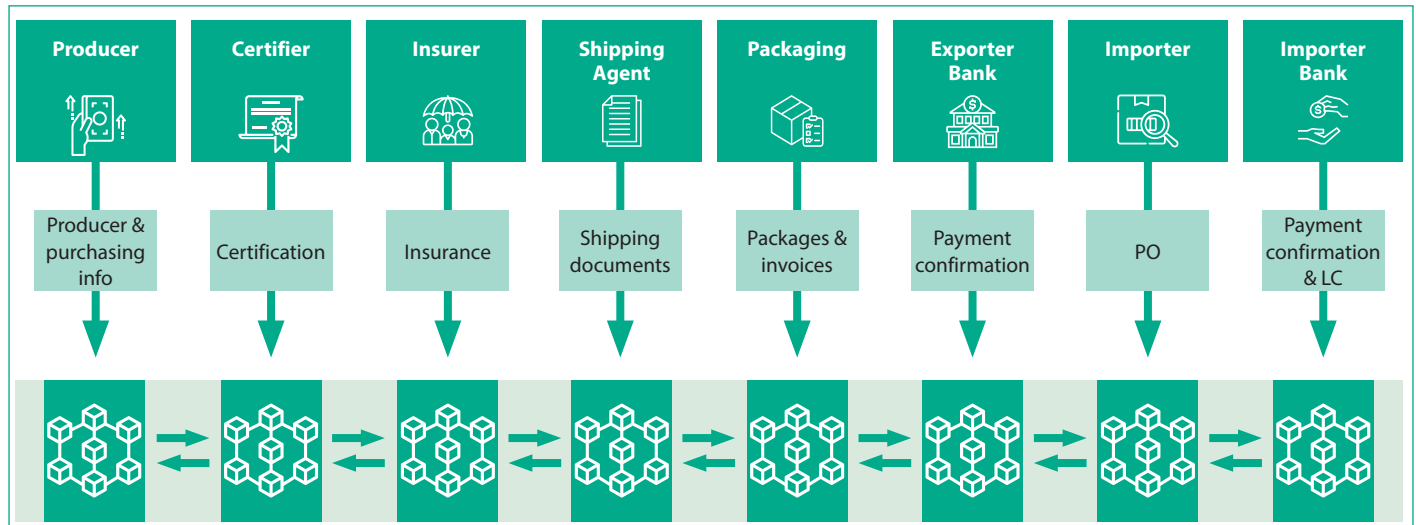 Producer
Certifier
Insurer
Shipping
Agent
Packaging
Exporter
Bank
Importer
Importer
Bank
Producer &
purchasing
info
Certification
Insurance
Shipping
documents
Packages &
invoices
Payment
confirmation
PO
Payment
confirmation
& LC